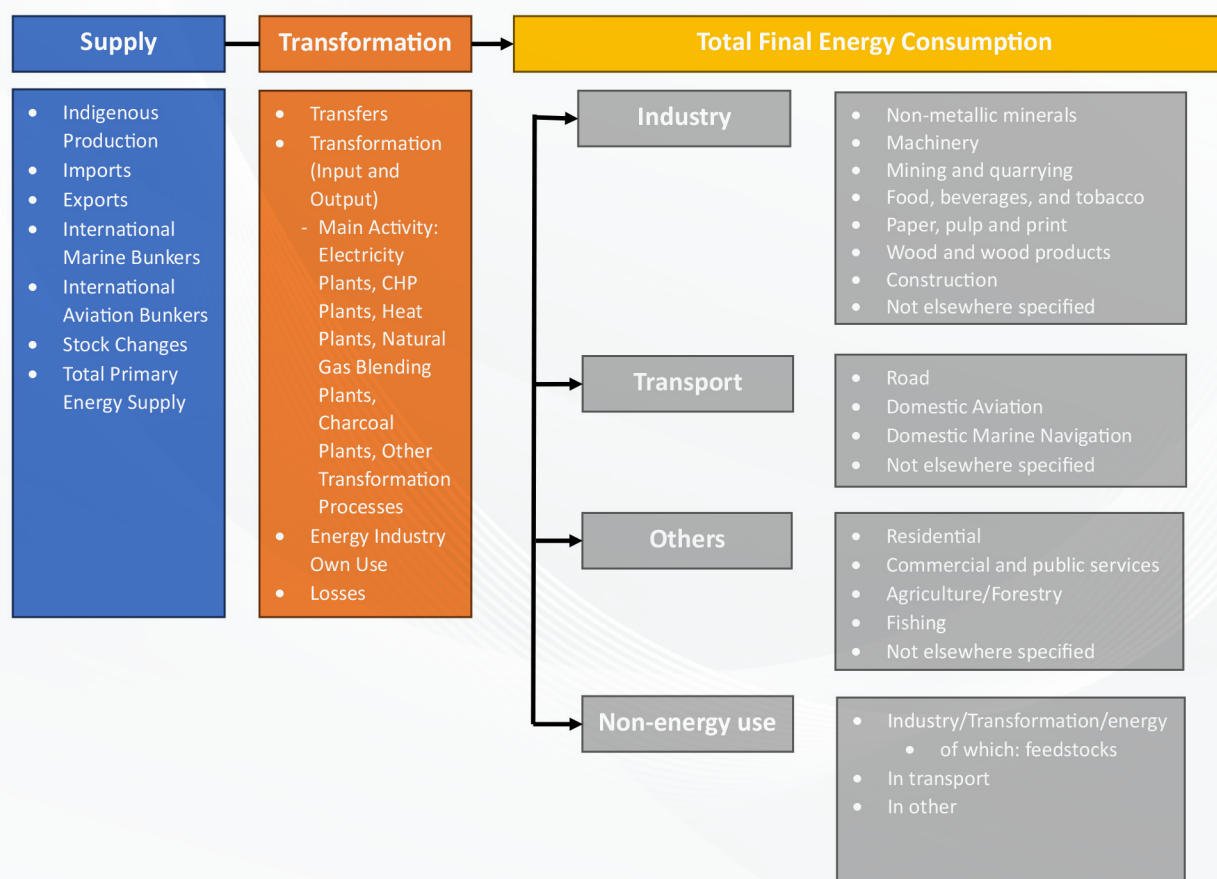 Supply
Transformation
Total Final Energy Consumption
• Indigenous
Production
• Imports
• Exports
• International
Marine Bunkers
• International
Aviation Bunkers
• Stock Changes
• Total Primary
Energy Supply
• Transfers
• Transformation
(Input and
Output)
- Main Activity:
Electricity
Plants, CHP
Plants, Heat
Plants, Natural
Gas Blending
Plants,
Charcoal
Plants, Other
Transformation
Processes
• Energy Industry
Own Use
• Losses
Industry
• Non-metallic minerals
• Machinery
• Mining and quarrying
• Food, beverages, and tobacco
• Paper, pulp and print
• Wood and wood products
• Construction
• Not elsewhere specified
Transport
• Road
• Domestic Aviation
• Domestic Marine Navigation
• Not elsewhere specified
Others
• Residential
• Commercial and public services
• Agriculture/Forestry
• Fishing
• Not elsewhere specified
Non-energy use
• Industry/Transformation/energy
• of which: feedstocks
• In transport
• In other